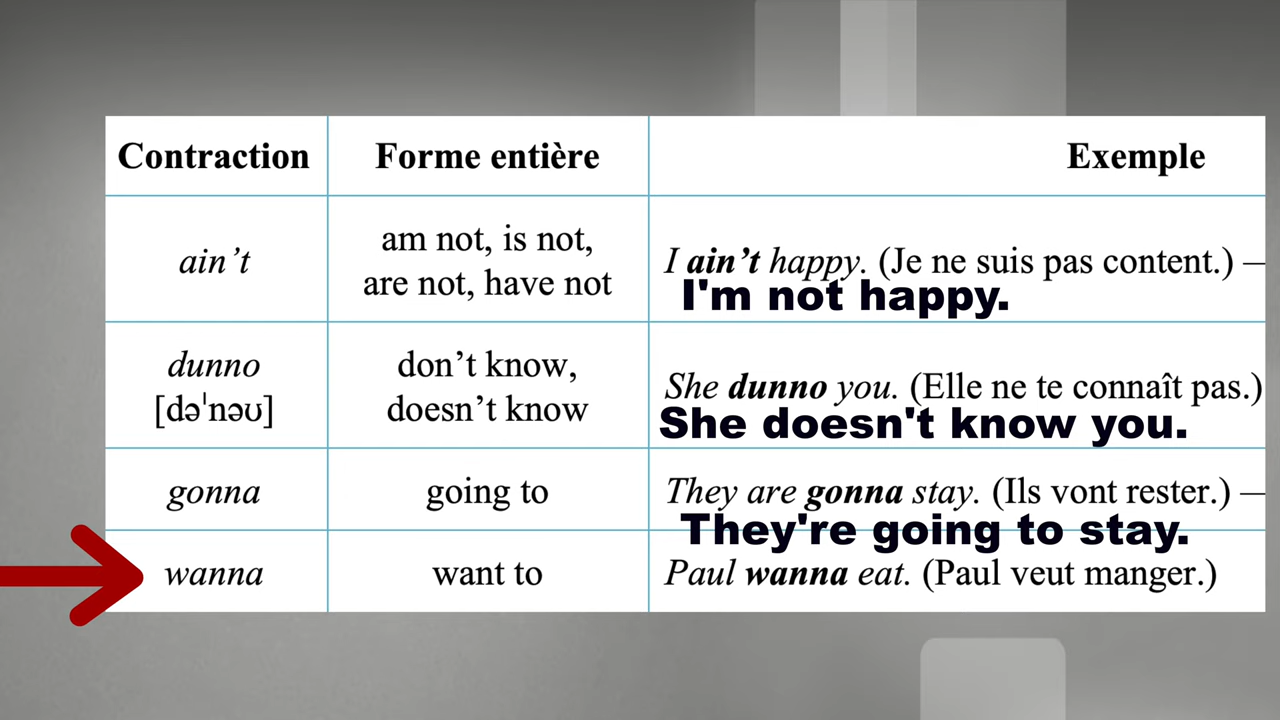 Contraction Forme entière Exemple
ain’t
am not, is not,
are not, have not
I ain’t happy. (Je ne suis pas content.) —
I'm not happy.
dunno
[dəˈnəʊ]
don’t know,
doesn’t know
She dunno you. (Elle ne te connaît pas.)
She doesn't know you.
gonna
going to
They are gonna stay. (Ils vont rester.) —
They're going to stay.
wanna
want to
Paul wanna eat. (Paul veut manger.)